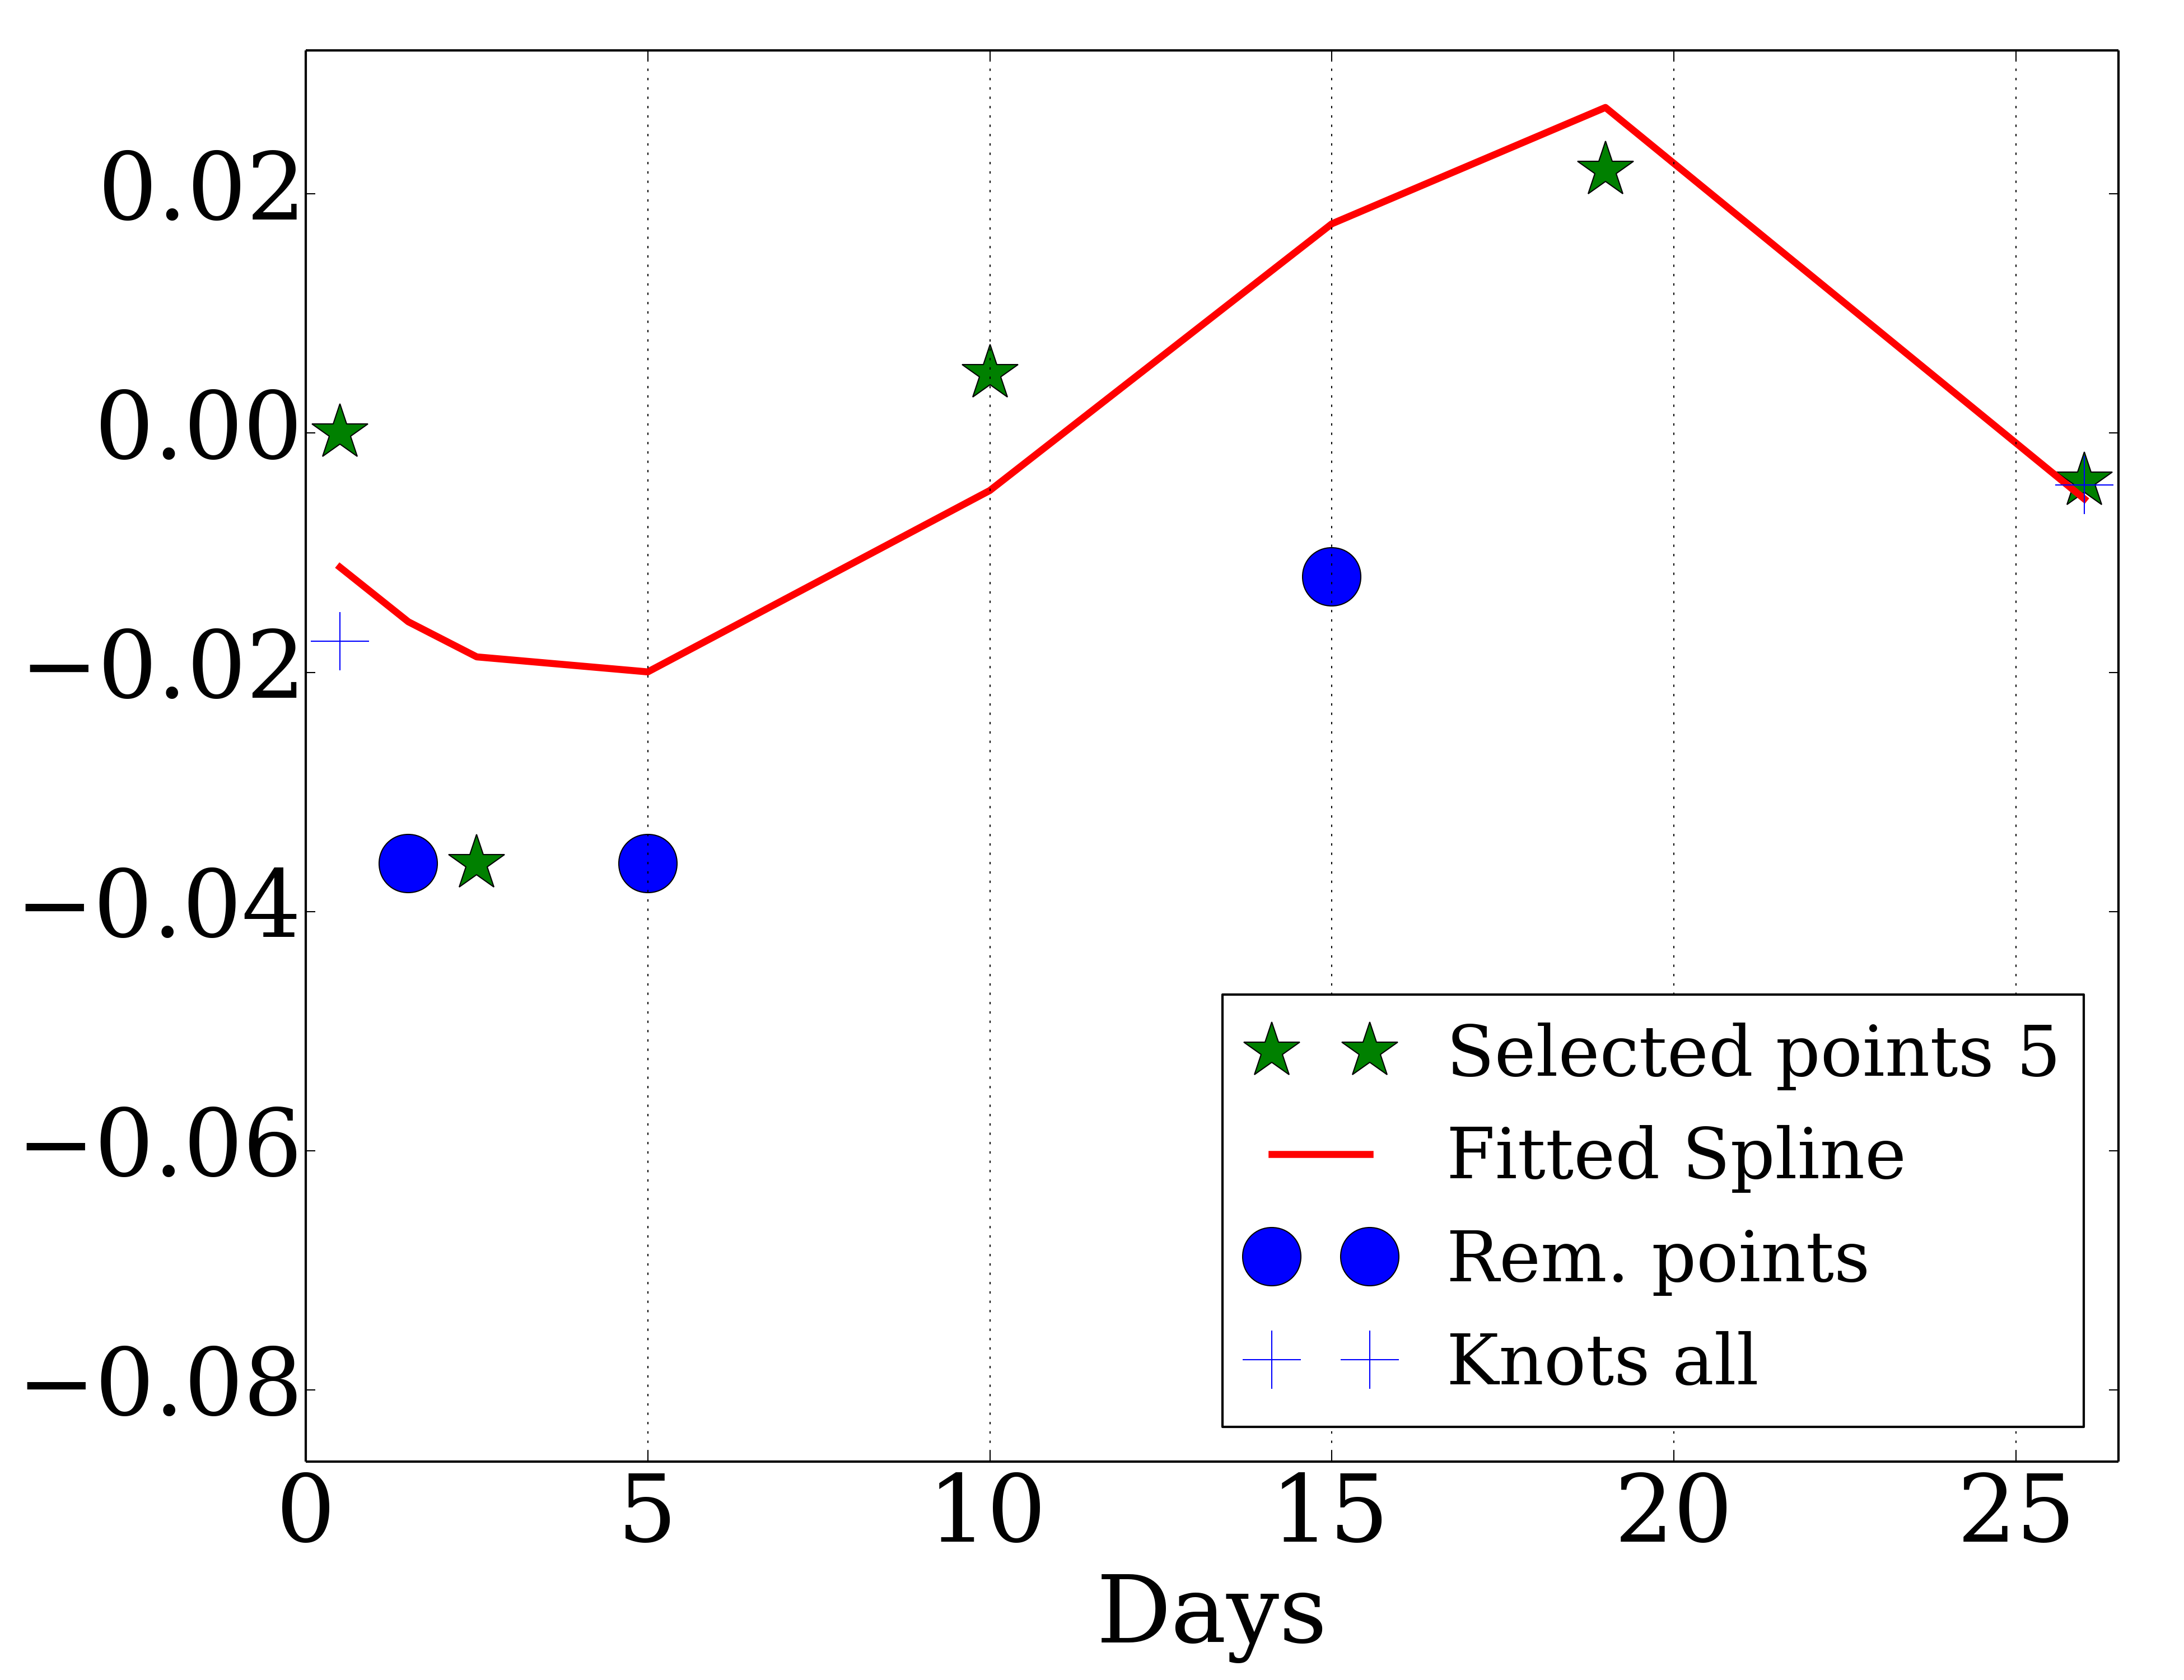 0.02
0.00
−0.02
−0.04
−0.06
−0.08
Selected points 5
Fitted Spline
Rem. points
Knots all
0 5 10 15 20 25
Days